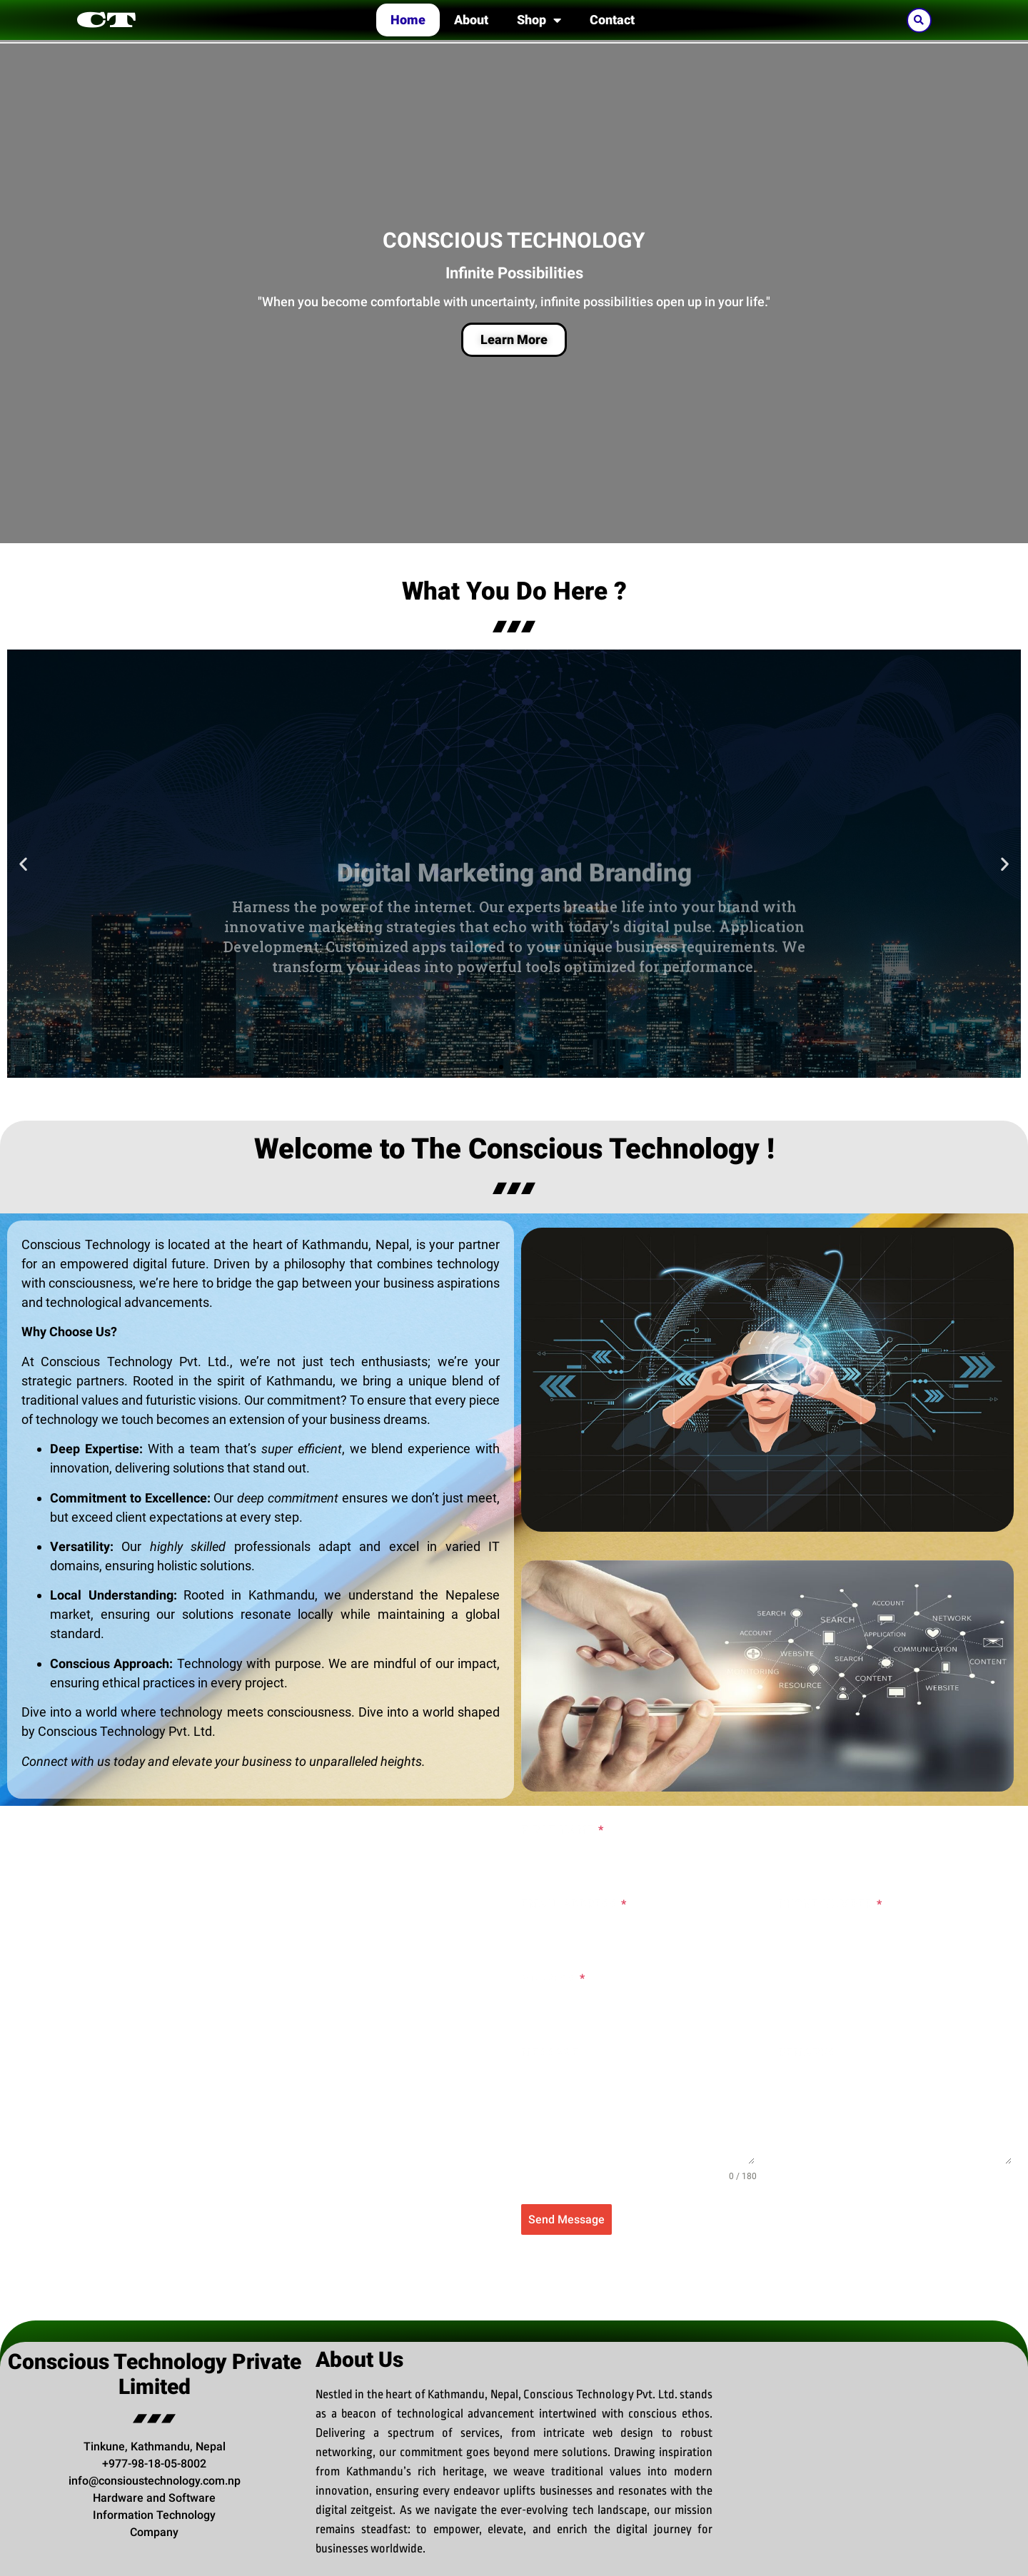 CT
Home
About
Shop
Contact
CONSCIOUS TECHNOLOGY
Infinite Possibilities
"When you become comfortable with uncertainty, infinite possibilities open up in your life."
Learn More
What You Do Here ?
Digital Marketing and Branding
Harness the power of the internet. Our experts breathe life into your brand with
innovative marketing strategies that echo with today's digital pulse. Application
Development: Customized apps tailored to your unique business requirements. We
transform your ideas into powerful tools optimized for performance.
Welcome to The Conscious Technology !
Conscious Technology is located at the heart of Kathmandu, Nepal, is your partner
for an empowered digital future. Driven by a philosophy that combines technology
with consciousness, we’re here to bridge the gap between your business aspirations
and technological advancements.
Why Choose Us?
At Conscious Technology Pvt. Ltd., we’re not just tech enthusiasts; we’re your
strategic partners. Rooted in the spirit of Kathmandu, we bring a unique blend of
traditional values and futuristic visions. Our commitment? To ensure that every piece
of technology we touch becomes an extension of your business dreams.
• Deep Expertise: With a team that’s super efficient, we blend experience with
innovation, delivering solutions that stand out.
• Commitment to Excellence: Our deep commitment ensures we don’t just meet,
but exceed client expectations at every step.
• Versatility: Our highly skilled professionals adapt and excel in varied IT
domains, ensuring holistic solutions.
• Local Understanding: Rooted in Kathmandu, we understand the Nepalese
market, ensuring our solutions resonate locally while maintaining a global
standard.
• Conscious Approach: Technology with purpose. We are mindful of our impact,
ensuring ethical practices in every project.
Dive into a world where technology meets consciousness. Dive into a world shaped
by Conscious Technology Pvt. Ltd.
Connect with us today and elevate your business to unparalleled heights.
ACCOUNT
SEARCH
SEARCH
NETWORK
ACCOUNT
APPLICATION
WEBSITE
COMMUNICATION
SEARCH
CONTENT
CONTENT
RESOURCE
WEBSITE
*
*
*
*
0 / 180
Send Message
Conscious Technology Private
Limited
Tinkune, Kathmandu, Nepal
+977-98-18-05-8002
info@consioustechnology.com.np
Hardware and Software
Information Technology
Company
About Us
Nestled in the heart of Kathmandu, Nepal, Conscious Technology Pvt. Ltd. stands
as a beacon of technological advancement intertwined with conscious ethos.
Delivering a spectrum of services, from intricate web design to robust
networking, our commitment goes beyond mere solutions. Drawing inspiration
from Kathmandu's rich heritage, we weave traditional values into modern
innovation, ensuring every endeavor uplifts businesses and resonates with the
digital zeitgeist. As we navigate the ever-evolving tech landscape, our mission
remains steadfast: to empower, elevate, and enrich the digital journey for
businesses worldwide.